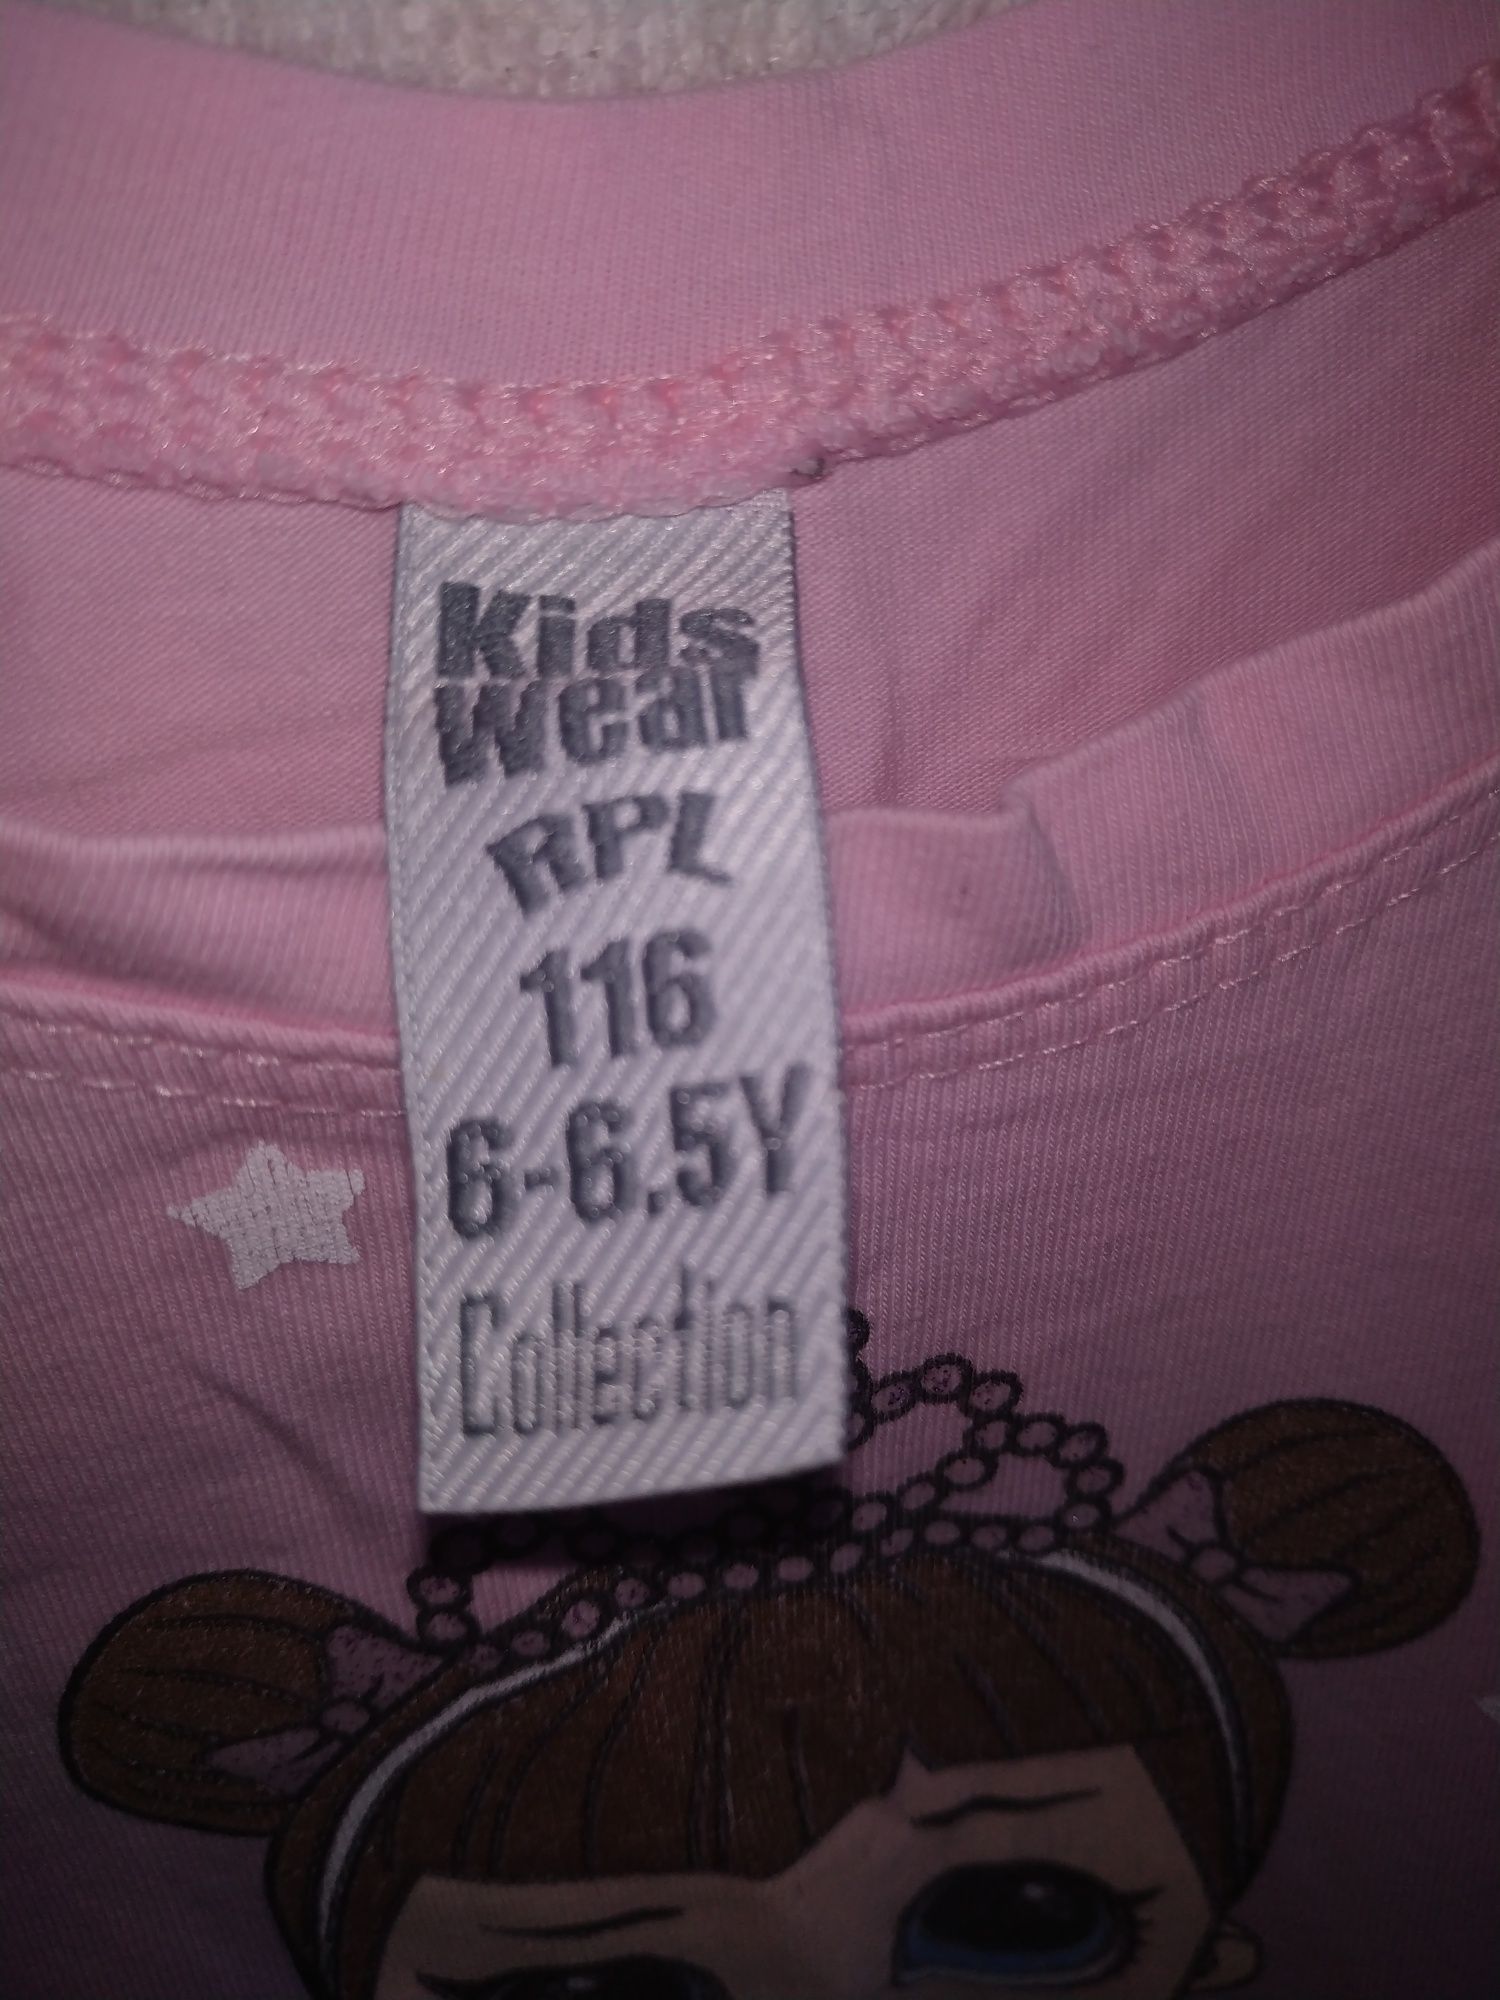 Kids
wear
RPL
116
6-6.5Y
Collection